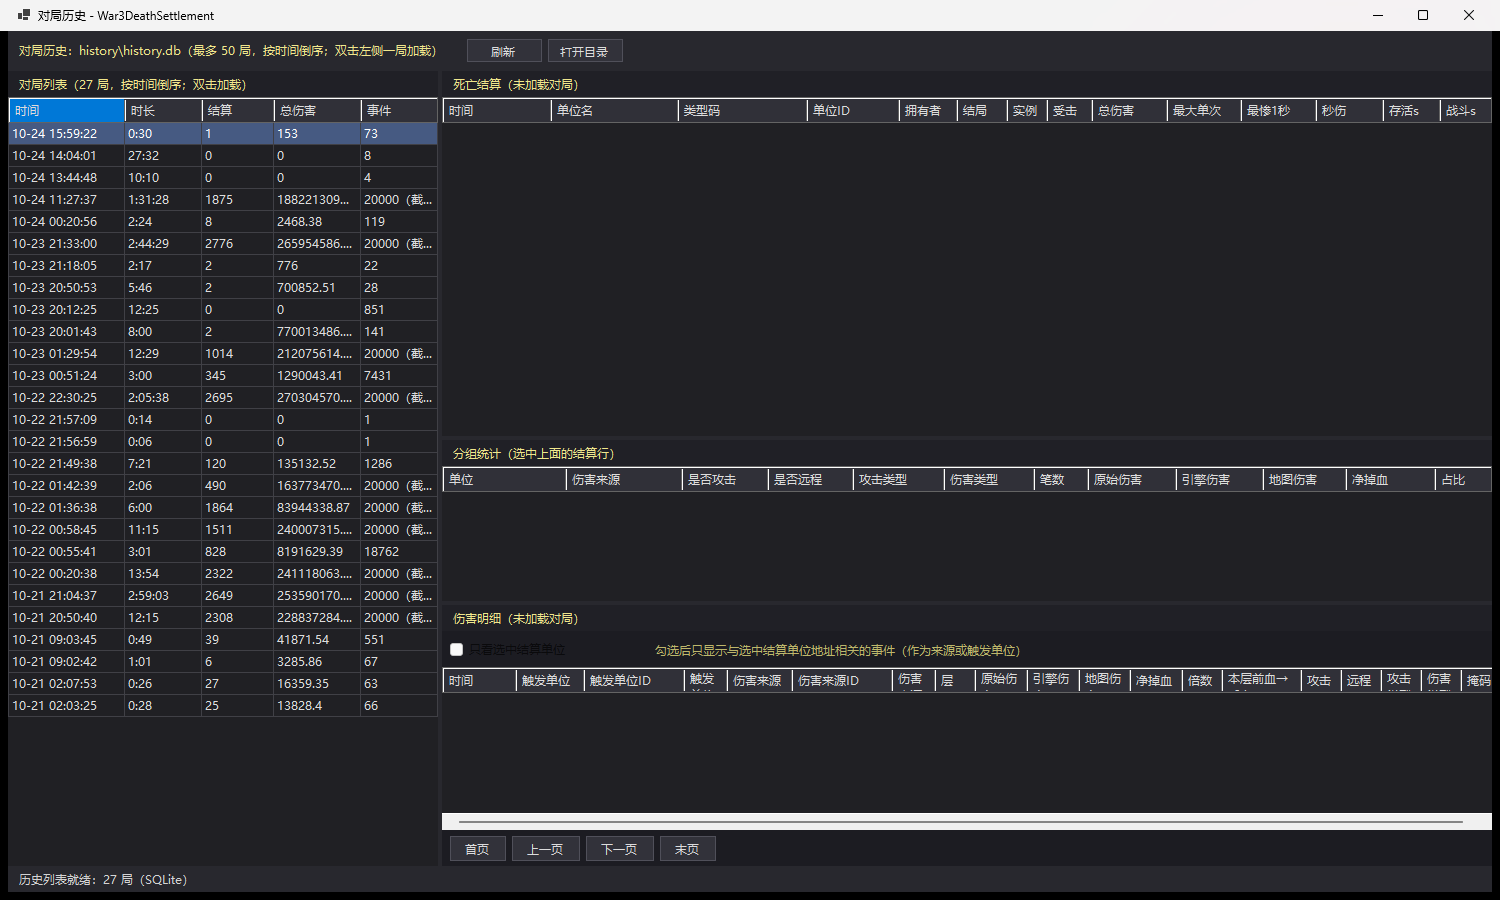 对局历史 - War3DeathSettlement
对局历史：history\history.db（最多 50 局，按时间倒序；双击左侧一局加载） 刷新 打开目录
对局列表（27 局，按时间倒序；双击加载）
时间 时长 结算 总伤害 事件
10-24 15:59:22 0:30 1 153 73
10-24 14:04:01 27:32 0 0 8
10-24 13:44:48 10:10 0 0 4
10-24 11:27:37 1:31:28 1875 188221309... 20000（截...
10-24 00:20:56 2:24 8 2468.38 119
10-23 21:33:00 2:44:29 2776 265954586.... 20000（截...
10-23 21:18:05 2:17 2 776 22
10-23 20:50:53 5:46 2 700852.51 28
10-23 20:12:25 12:25 0 0 851
10-23 20:01:43 8:00 2 770013486.... 141
10-23 01:29:54 12:29 1014 212075614.... 20000（截...
10-23 00:51:24 3:00 345 1290043.41 7431
10-22 22:30:25 2:05:38 2695 270304570.... 20000（截...
10-22 21:57:09 0:14 0 0 1
10-22 21:56:59 0:06 0 0 1
10-22 21:49:38 7:21 120 135132.52 1286
10-22 01:42:39 2:06 490 163773470.... 20000（截...
10-22 01:36:38 6:00 1864 83944338.87 20000（截...
10-22 00:58:45 11:15 1511 240007315.... 20000（截...
10-22 00:55:41 3:01 828 8191629.39 18762
10-22 00:20:38 13:54 2322 241118063.... 20000（截...
10-21 21:04:37 2:59:03 2649 253590170.... 20000（截...
10-21 20:50:40 12:15 2308 228837284.... 20000（截...
10-21 09:03:45 0:49 39 41871.54 551
10-21 09:02:42 1:01 6 3285.86 67
10-21 02:07:53 0:26 27 16359.35 63
10-21 02:03:25 0:28 25 13828.4 66
死亡结算（未加载对局）
时间 单位名 类型码 单位ID 拥有者 结局 实例 受击 总伤害 最大单次 最惨1秒 秒伤 存活s 战斗s
分组统计（选中上面的结算行）
单位 伤害来源 是否攻击 是否远程 攻击类型 伤害类型 笔数 原始伤害 引擎伤害 地图伤害 净掉血 占比
伤害明细（未加载对局）
只看选中结算单位 勾选后只显示与选中结算单位地址相关的事件（作为来源或触发单位）
时间 触发单位 触发单位ID 触发 伤害来源 伤害来源ID 伤害 层 原始伤 引擎伤 地图伤 净掉血 倍数 本层前血→ 攻击 远程 攻击 伤害 掩码
首页 上一页 下一页 末页
历史列表就绪：27 局（SQLite）